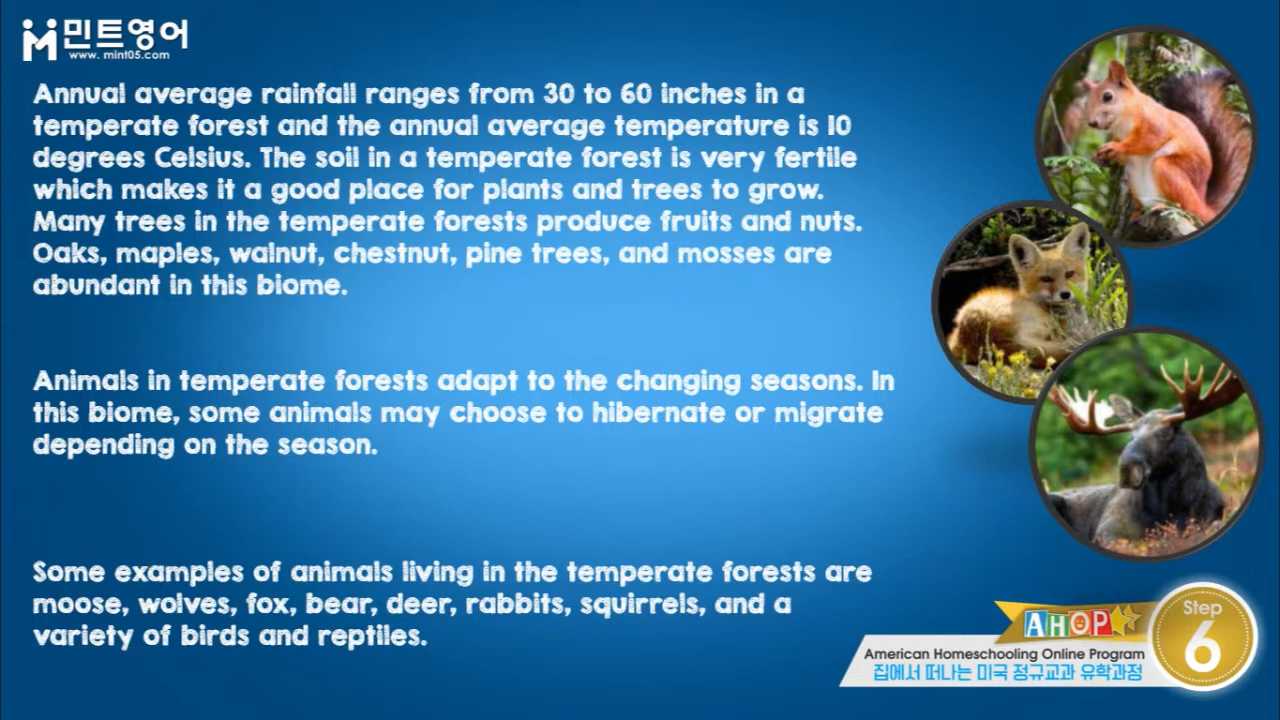 민트영어
www. mint05.com
Annual average rainfall ranges from 30 to 60 inches in a
temperate forest and the annual average temperature is 10
degrees Celsius. The soil in a temperate forest is very fertile
which makes it a good place for plants and trees to grow.
Many trees in the temperate forests produce fruits and nuts.
Oaks, maples, walnut, chestnut, pine trees, and mosses are
abundant in this biome.
Animals in temperate forests adapt to the changing seasons. In
this biome, some animals may choose to hibernate or migrate
depending on the season.
Some examples of animals living in the temperate forests are
moose, wolves, fox, bear, deer, rabbits, squirrels, and a
variety of birds and reptiles.
AHOP
American Homeschooling Online Program
집에서 떠나는 미국 정규교과 유학과정
Step
6